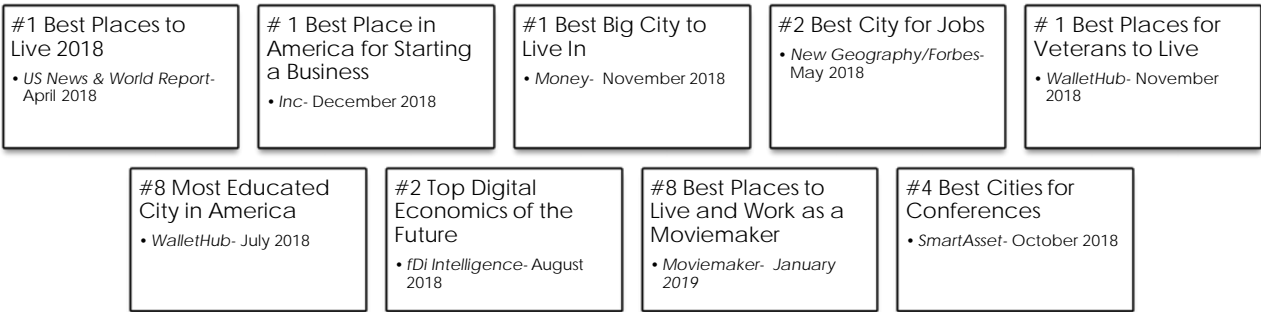 #1 Best Places to
Live 2018
• US News & World Report-
April 2018
# 1 Best Place in
America for Starting
a Business
• Inc- December 2018
#1 Best Big City to
Live In
• Money- November 2018
#2 Best City for Jobs
• New Geography/Forbes-
May 2018
# 1 Best Places for
Veterans to Live
• WalletHub- November
2018
#8 Most Educated
City in America
• WalletHub- July 2018
#2 Top Digital
Economics of the
Future
• fDi Intelligence- August
2018
#8 Best Places to
Live and Work as a
Moviemaker
• Moviemaker- January
2019
#4 Best Cities for
Conferences
• SmartAsset- October 2018